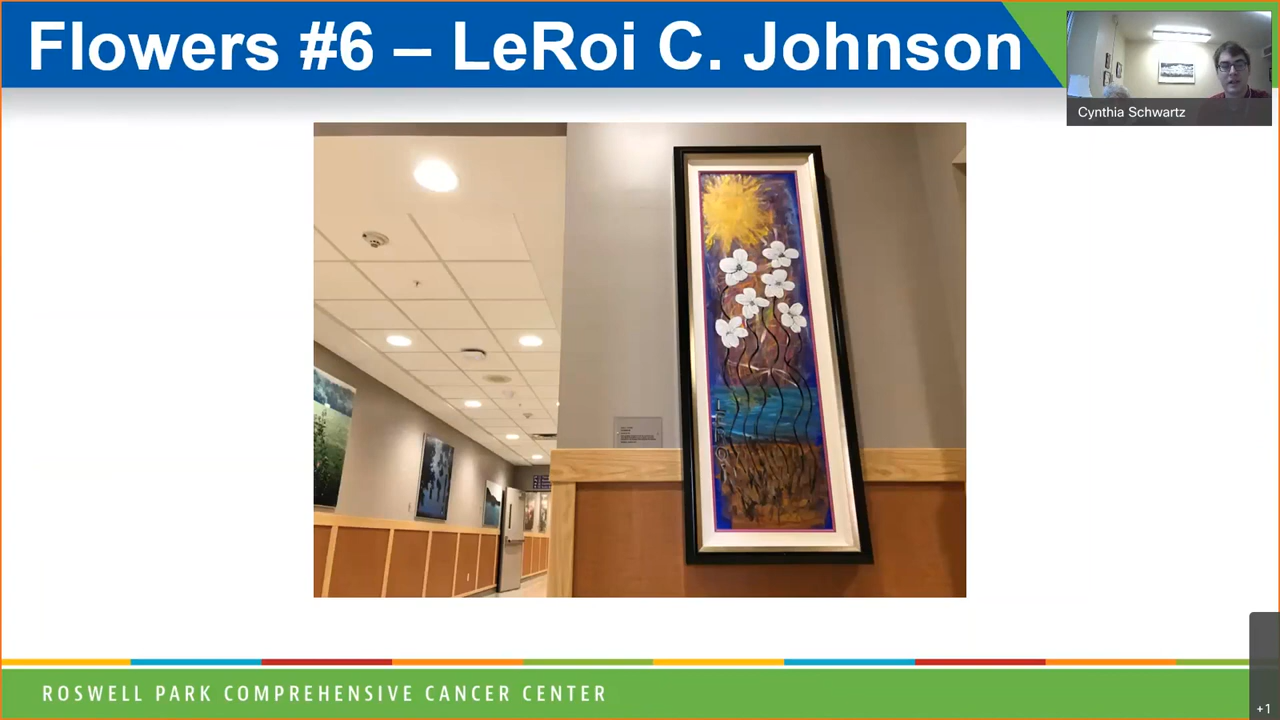 Flowers #6 – LeRoi C. Johnson
Cynthia Schwartz
ROSWELL PARK COMPREHENSIVE CANCER CENTER
+1